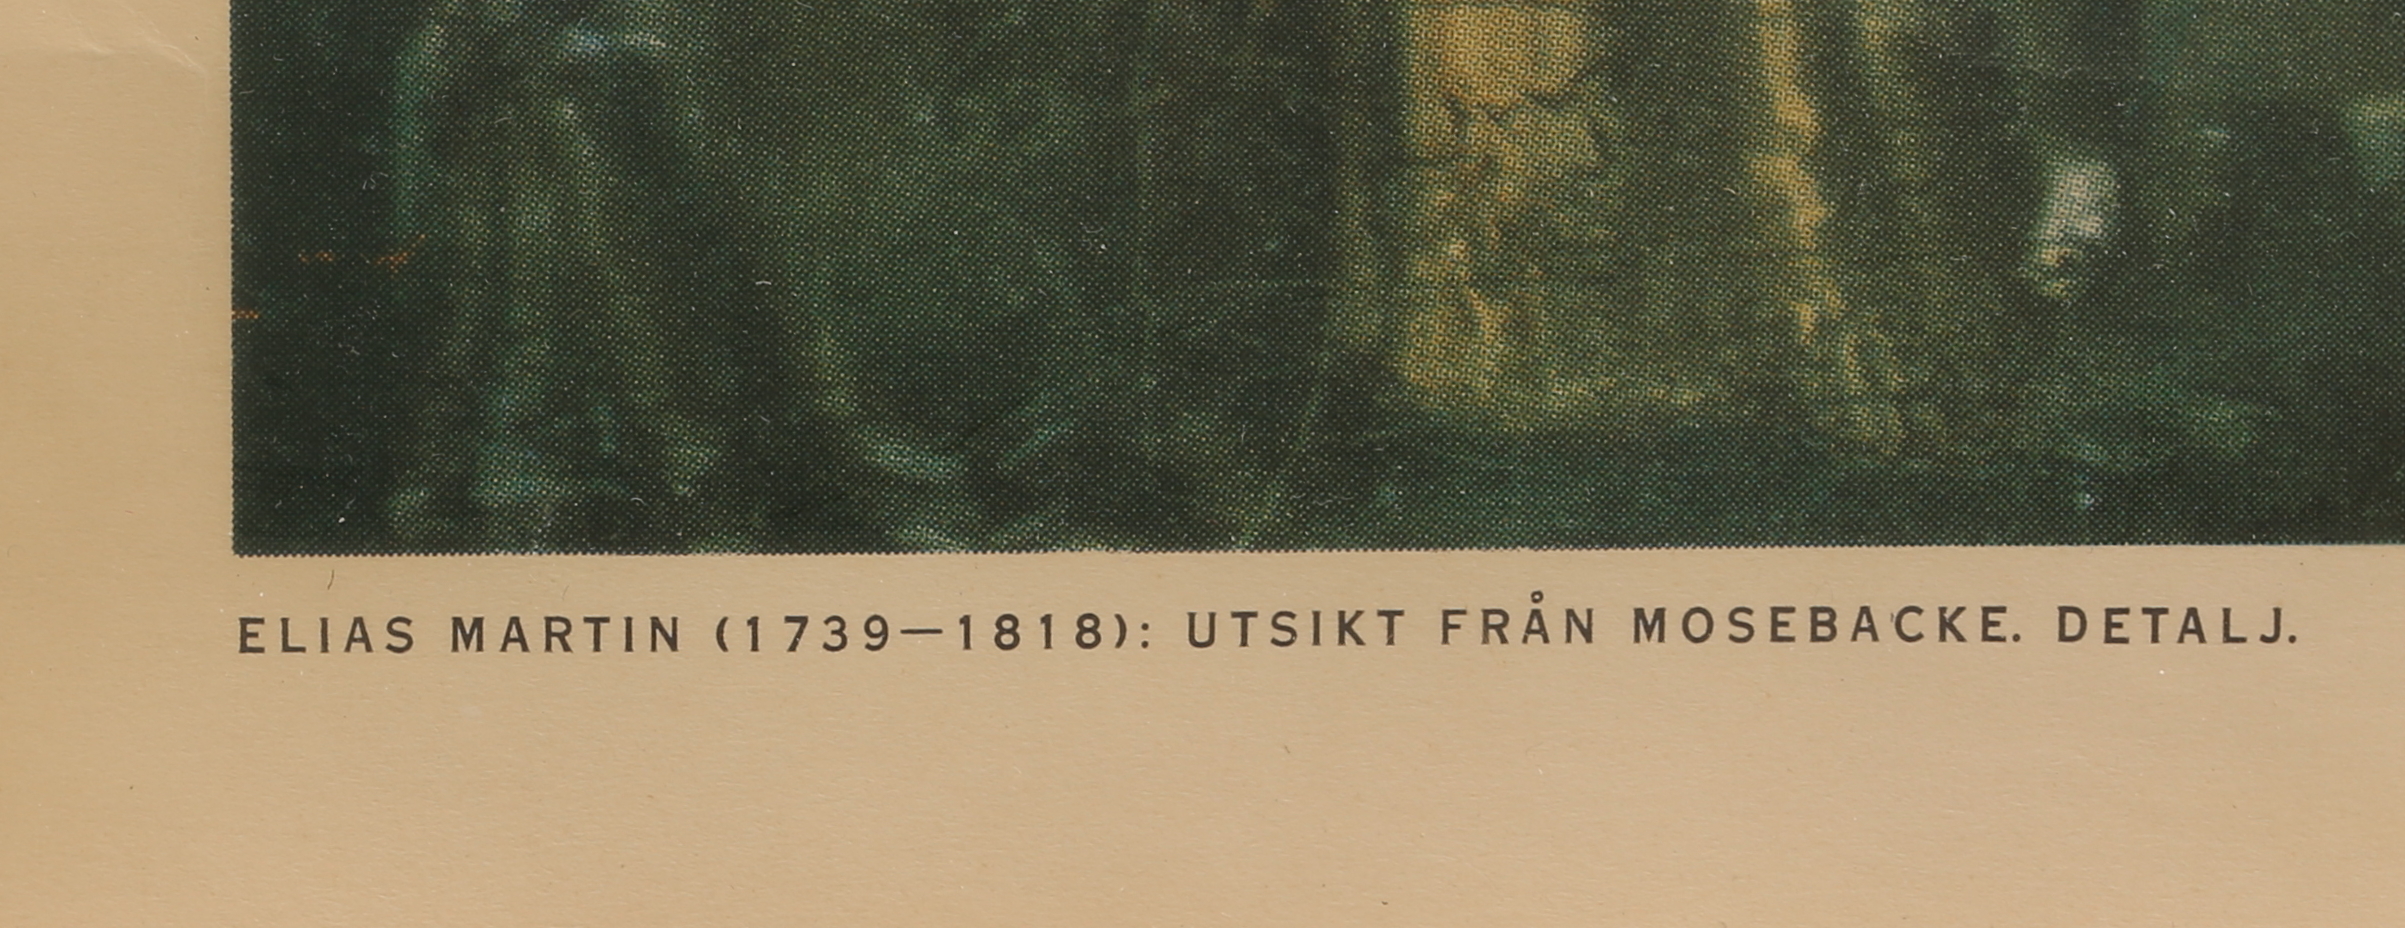 ELIAS MARTIN (1739—1818): UTSIKT FRÅN MOSEBACKE. DETALJ.